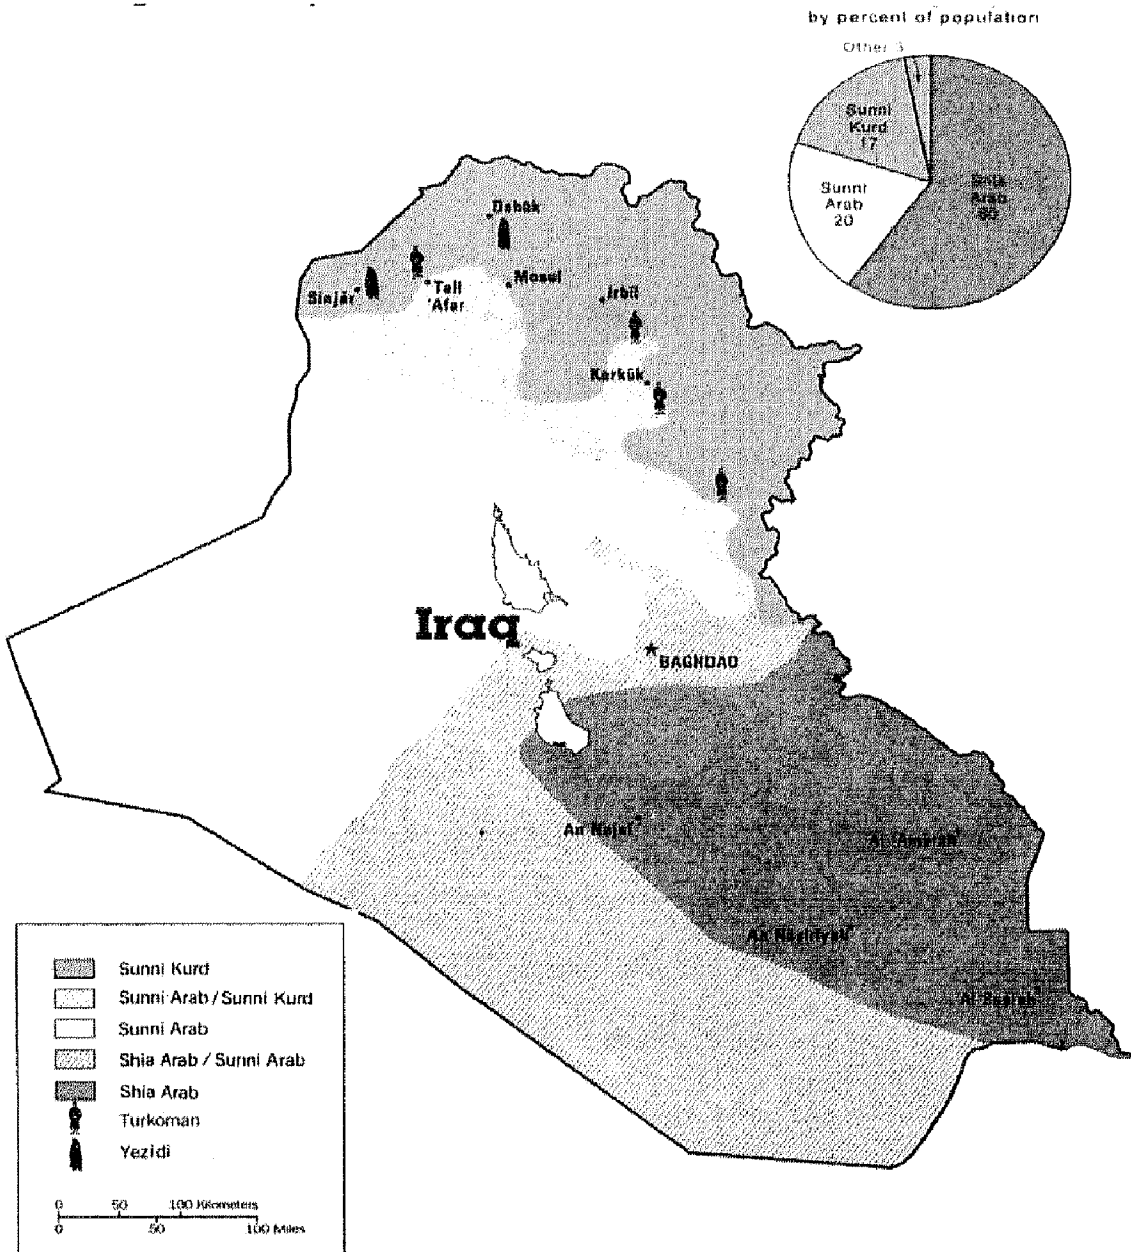 by percent of population
Other 3
Sunni
Kurd
17
Sunni
Arab
20
Shia
Arab
60
Dahūk
Sinjār
Tall
'Afar
Mosul
Irbīl
Karkūk
Iraq
BAGHDAD
An Najaf
Al 'Amārah
An Nāşirīyah
Al Başrah
Sunni Kurd
Sunni Arab / Sunni Kurd
Sunni Arab
Shia Arab / Sunni Arab
Shia Arab
Turkoman
Yezidi
0 50 100 Kilometers
0 50 100 Miles